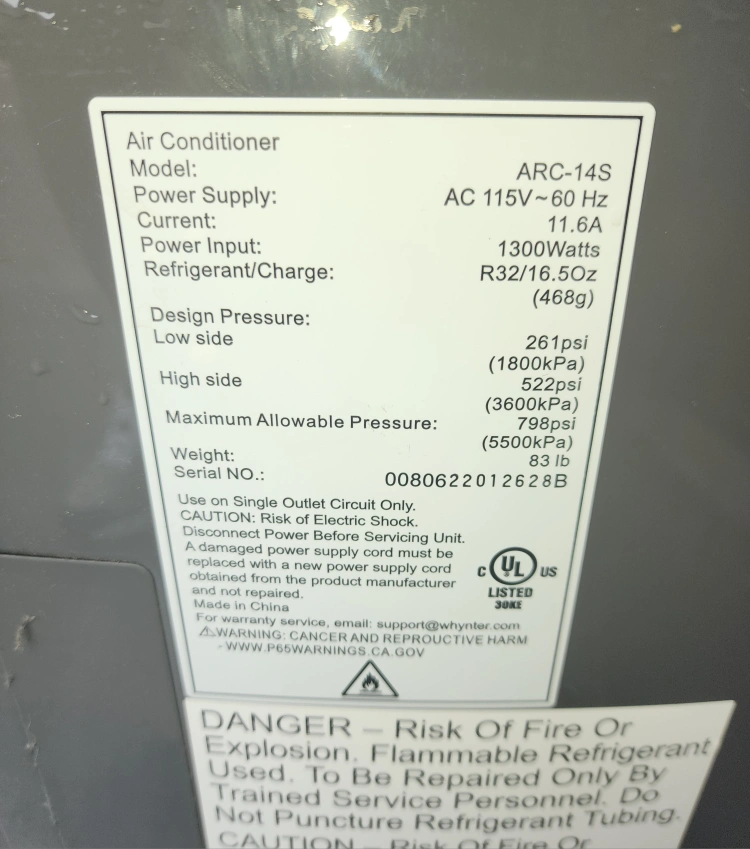 Air Conditioner
Model: ARC-14S
Power Supply: AC 115V~60 Hz
Current: 11.6A
Power Input: 1300Watts
Refrigerant/Charge: R32/16.5Oz
(468g)
Design Pressure:
Low side 261psi
(1800kPa)
High side 522psi
(3600kPa)
Maximum Allowable Pressure: 798psi
(5500kPa)
Weight: 83 lb
Serial NO.: 0080622012628B
Use on Single Outlet Circuit Only.
CAUTION: Risk of Electric Shock.
Disconnect Power Before Servicing Unit.
A damaged power supply cord must be
replaced with a new power supply cord
obtained from the product manufacturer
and not repaired.
Made in China
For warranty service, email: support@whynter.com
⚠WARNING: CANCER AND REPROUCTIVE HARM
- WWW.P65WARNINGS.CA.GOV
C UL US
LISTED
30KE
DANGER – Risk Of Fire Or
Explosion. Flammable Refrigerant
Used. To Be Repaired Only By
Trained Service Personnel. Do
Not Puncture Refrigerant Tubing.
CAUTION – Risk Of Fire Or